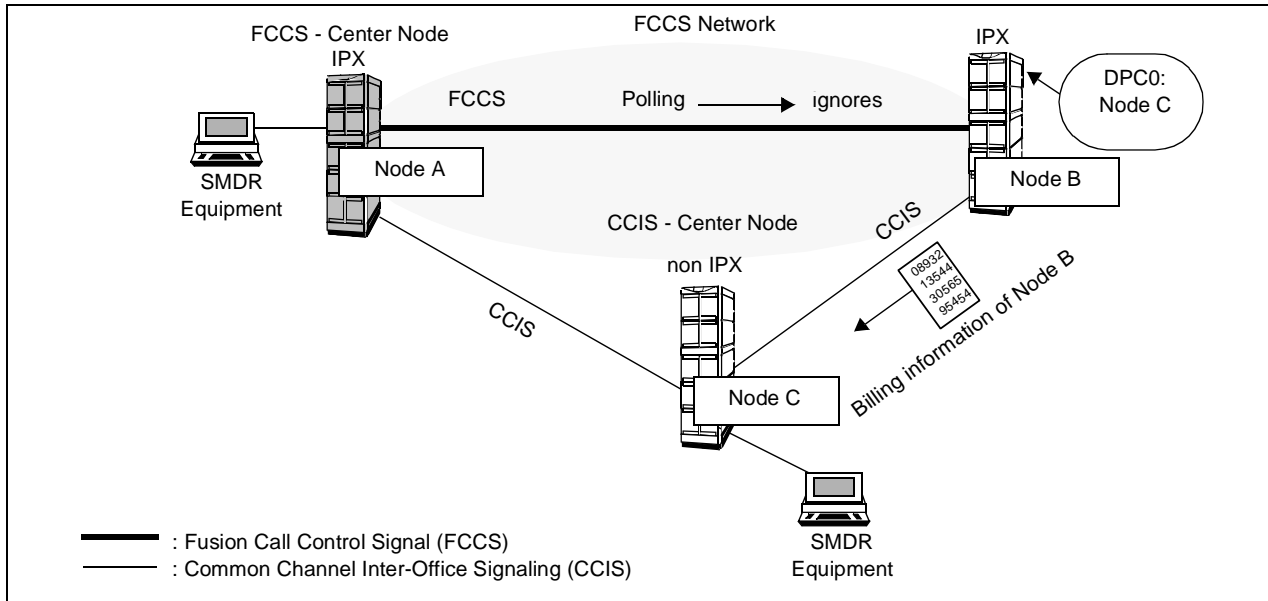 FCCS Network
FCCS - Center Node
IPX
IPX
DPC0:
Node C
FCCS
Polling
ignores
SMDR
Equipment
Node A
Node B
CCIS - Center Node
non IPX
CCIS
CCIS
08932
13544
30565
95454
Billing information of Node B
Node C
SMDR
Equipment
: Fusion Call Control Signal (FCCS)
: Common Channel Inter-Office Signaling (CCIS)